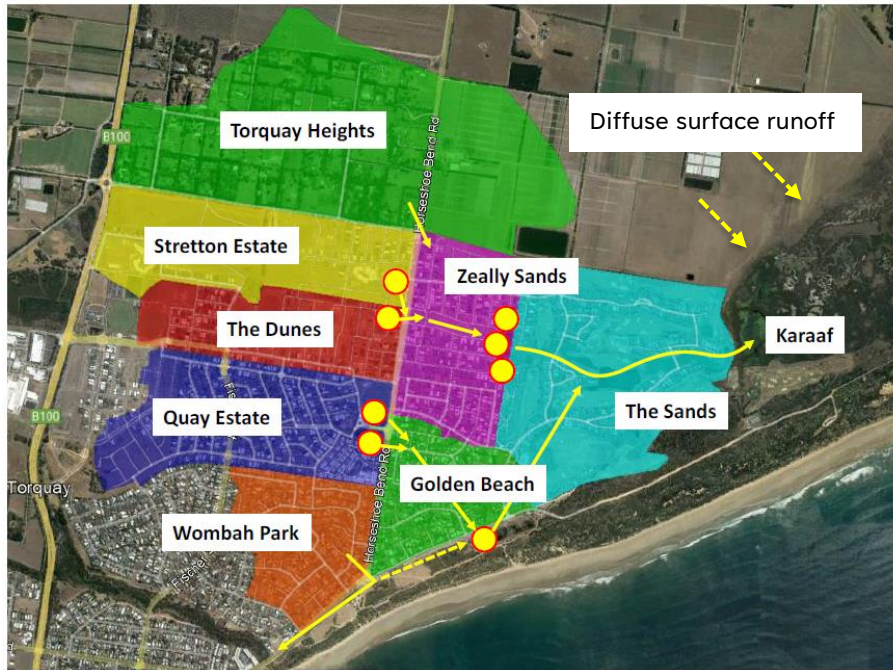 Torquay Heights
Horseshoe Bend Rd
Diffuse surface runoff
B100
Stretton Estate
Zeally Sands
The Dunes
Karaaf
Quay Estate
The Sands
B100
Torquay
Golden Beach
Horseshoe Bend Rd
Wombah Park